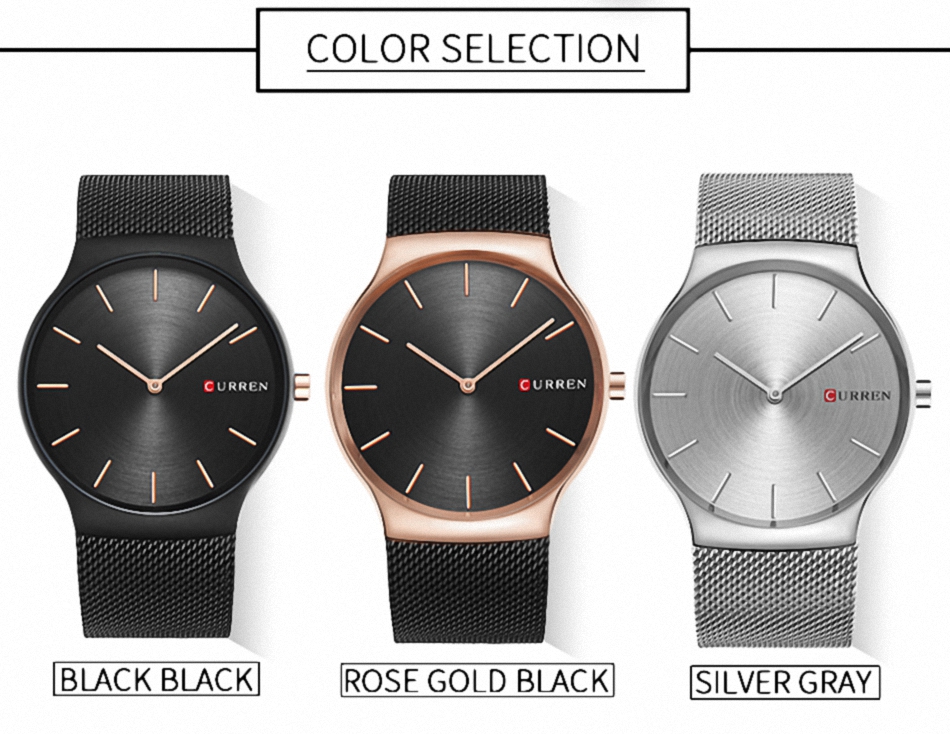 COLOR SELECTION
CURREN
CURREN
CURREN
BLACK BLACK
ROSE GOLD BLACK
SILVER GRAY